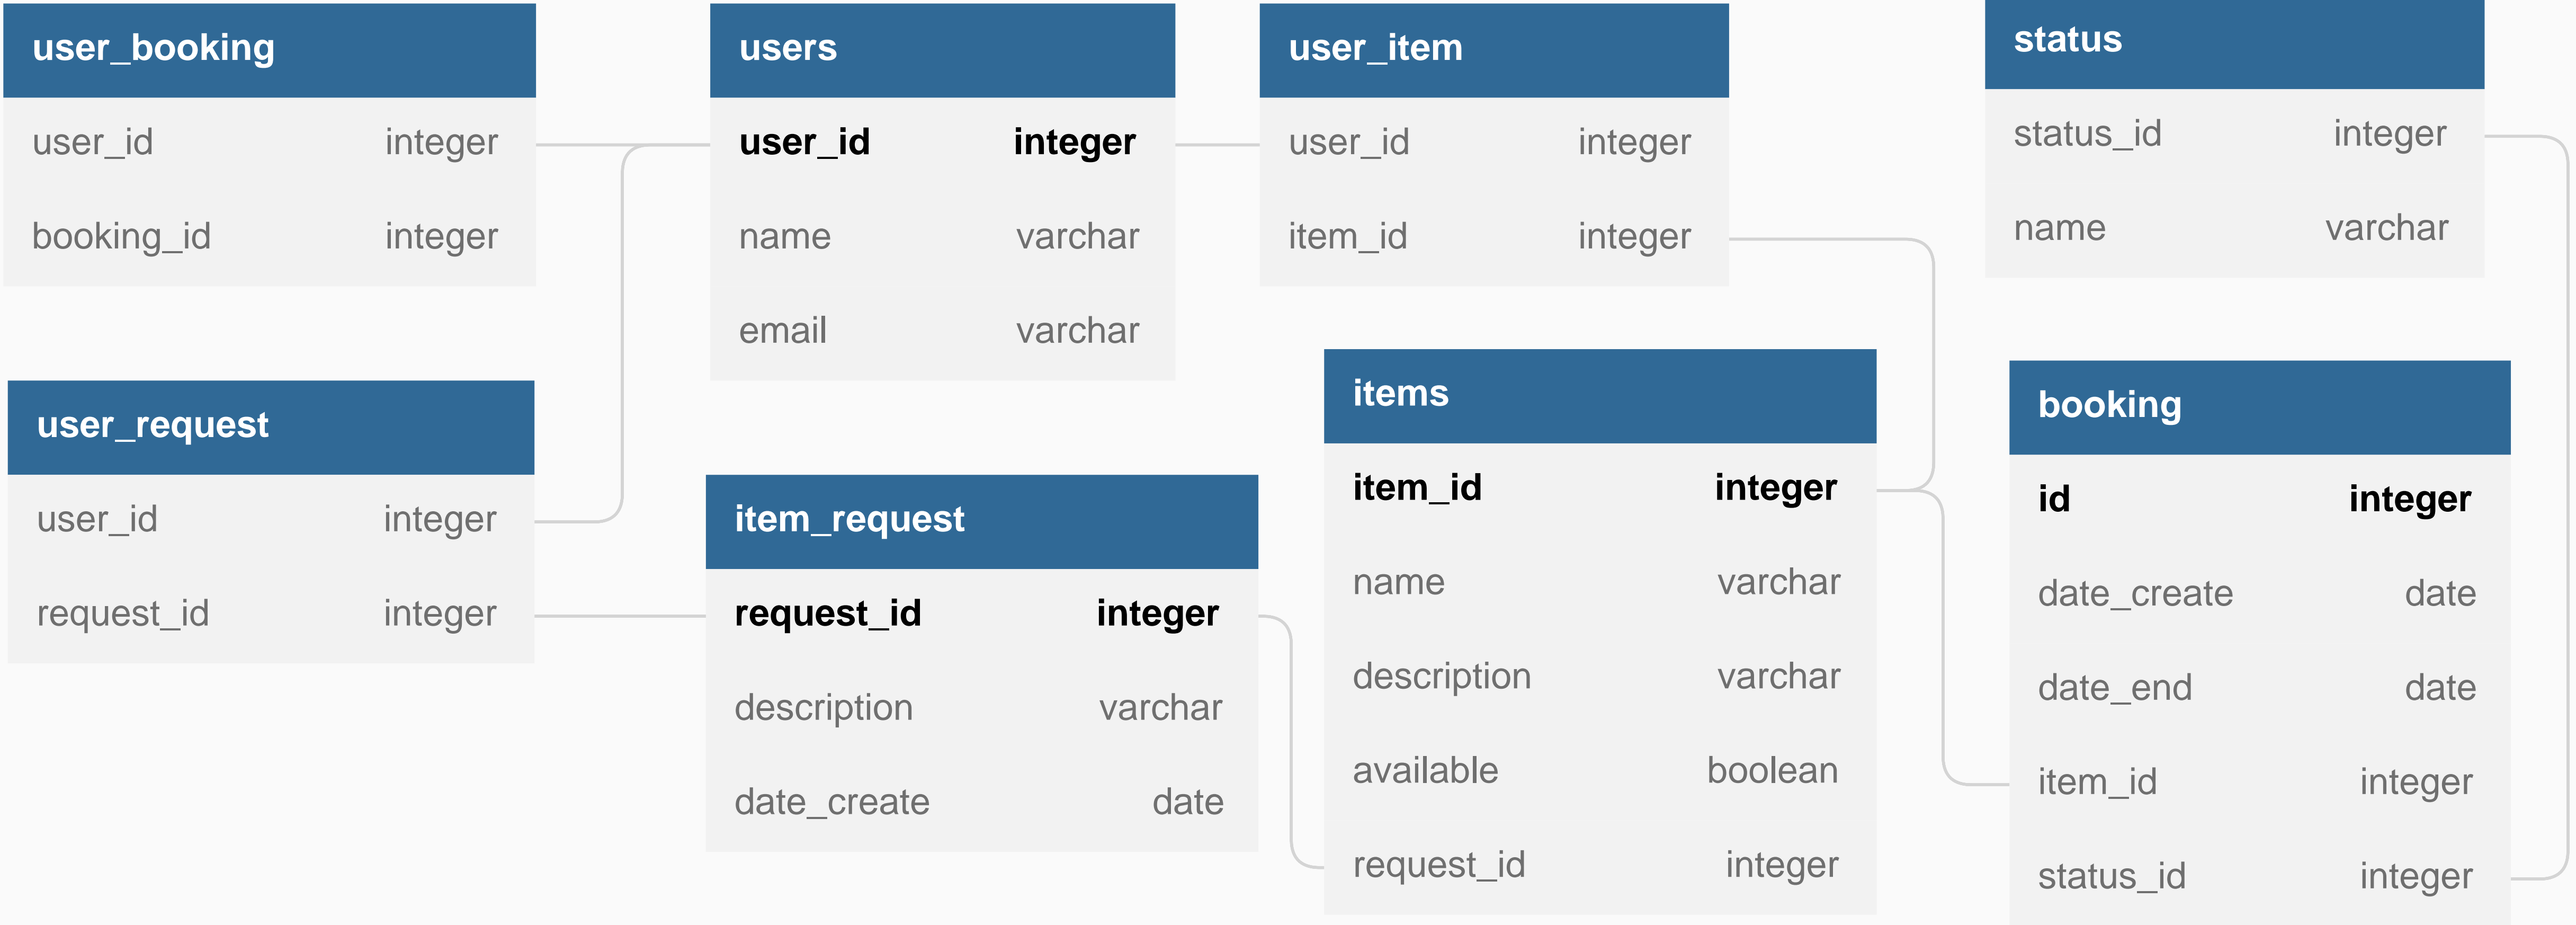 user_booking
user_id integer
booking_id integer
users
user_id integer
name varchar
email varchar
user_item
user_id integer
item_id integer
status
status_id integer
name varchar
user_request
user_id integer
request_id integer
item_request
request_id integer
description varchar
date_create date
items
item_id integer
name varchar
description varchar
available boolean
request_id integer
booking
id integer
date_create date
date_end date
item_id integer
status_id integer